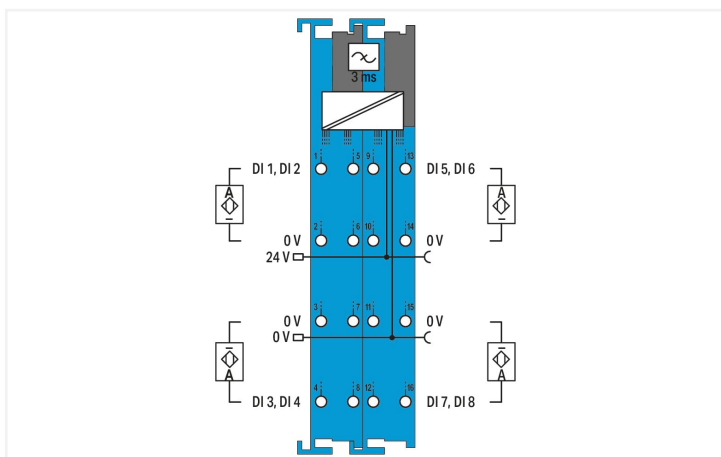 3 ms
1 5 9 13
DI 1, DI 2
DI 5, DI 6
A
A
2 6 10 14
0 V
0 V
24 V
3 7 11 15
0 V
0 V
0 V
A
A
4 8 12 16
DI 3, DI 4
DI 7, DI 8